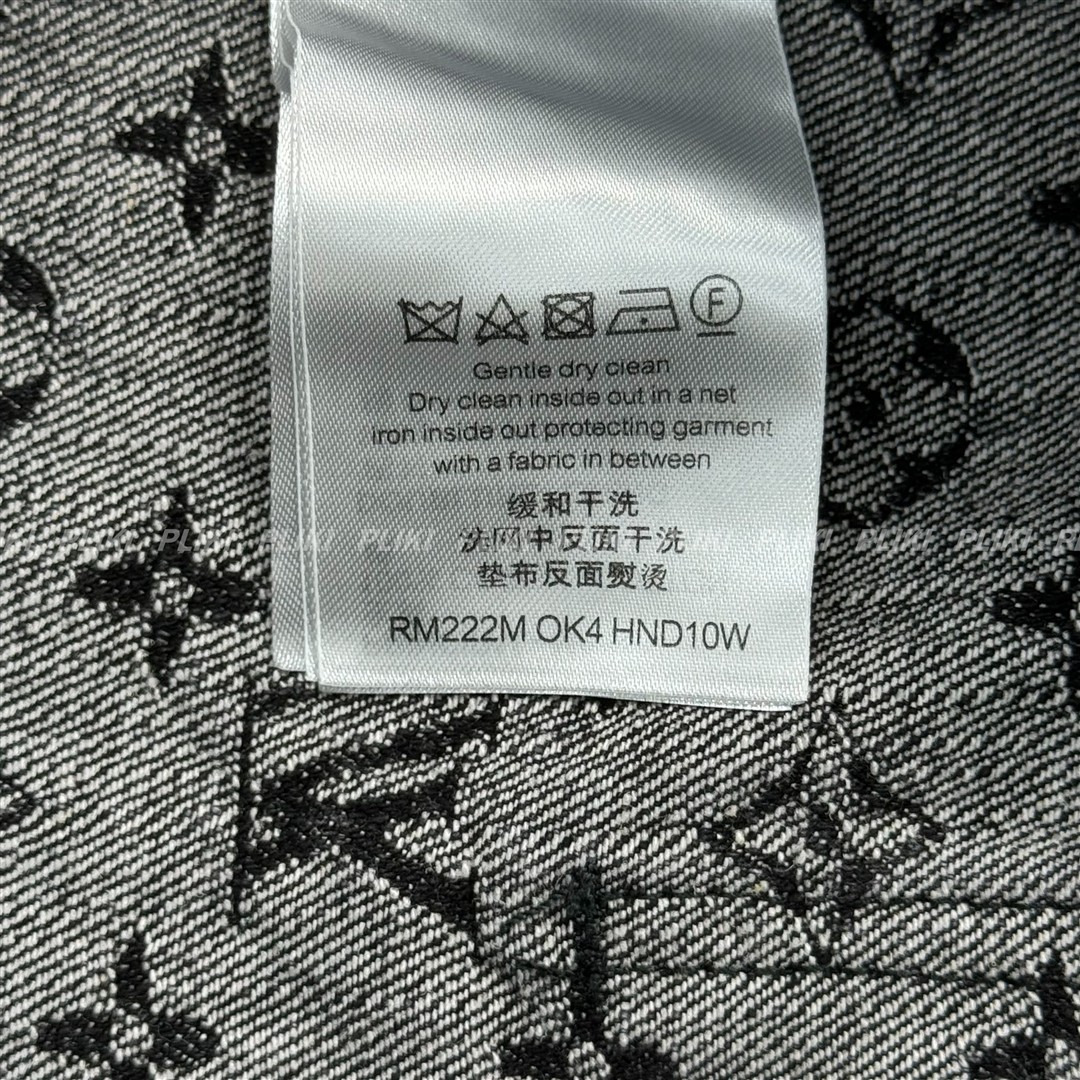 F
Gentle dry clean
Dry clean inside out in a net
iron inside out protecting garment
with a fabric in between
缓和干洗
洗网中反面干洗
垫布反面熨烫
RM222M OK4 HND10W